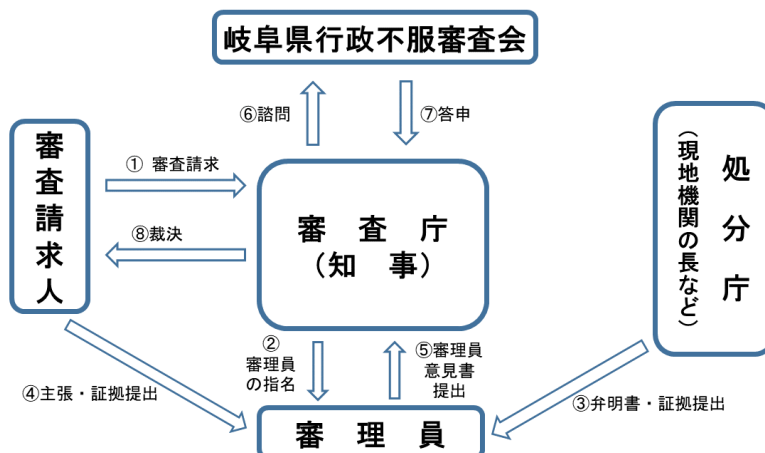 岐阜県行政不服審査会
⑥諮問
⑦答申
審査請求人
① 審査請求
⑧裁決
審 査 庁
（知 事）
処 分 庁
（現地機関の長など）
②
審理員
の指名
⑤審理員
意見書
提出
④主張・証拠提出
③弁明書・証拠提出
審 理 員